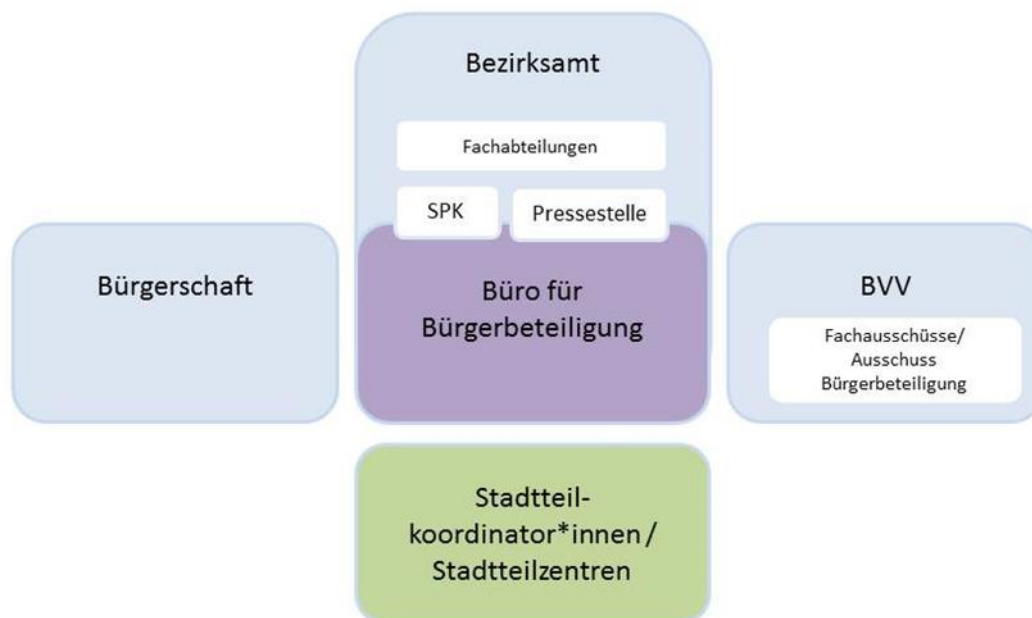 Bezirksamt
Fachabteilungen
SPK
Pressestelle
Bürgerschaft
Büro für
Bürgerbeteiligung
BVV
Fachausschüsse/
Ausschuss
Bürgerbeteiligung
Stadtteil-
koordinator*innen /
Stadtteilzentren